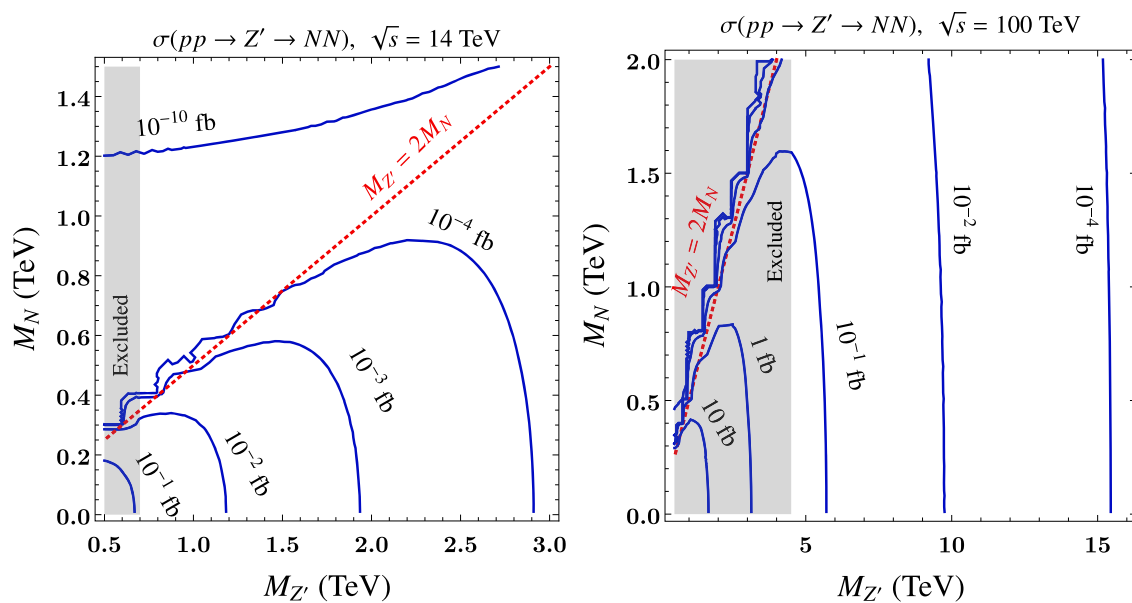 σ(pp → Z′ → NN), √s = 14 TeV
M_N (TeV)
1.4
1.2
1.0
0.8
0.6
0.4
0.2
0.0
10⁻¹⁰ fb
M_Z′ = 2M_N
10⁻⁴ fb
Excluded
10⁻³ fb
10⁻² fb
10⁻¹ fb
0.5
1.0
1.5
2.0
2.5
3.0
M_Z′ (TeV)
σ(pp → Z′ → NN), √s = 100 TeV
M_N (TeV)
2.0
1.5
1.0
0.5
0.0
M_Z′ = 2M_N
Excluded
10 fb
1 fb
10⁻¹ fb
10⁻² fb
10⁻⁴ fb
5
10
15
M_Z′ (TeV)